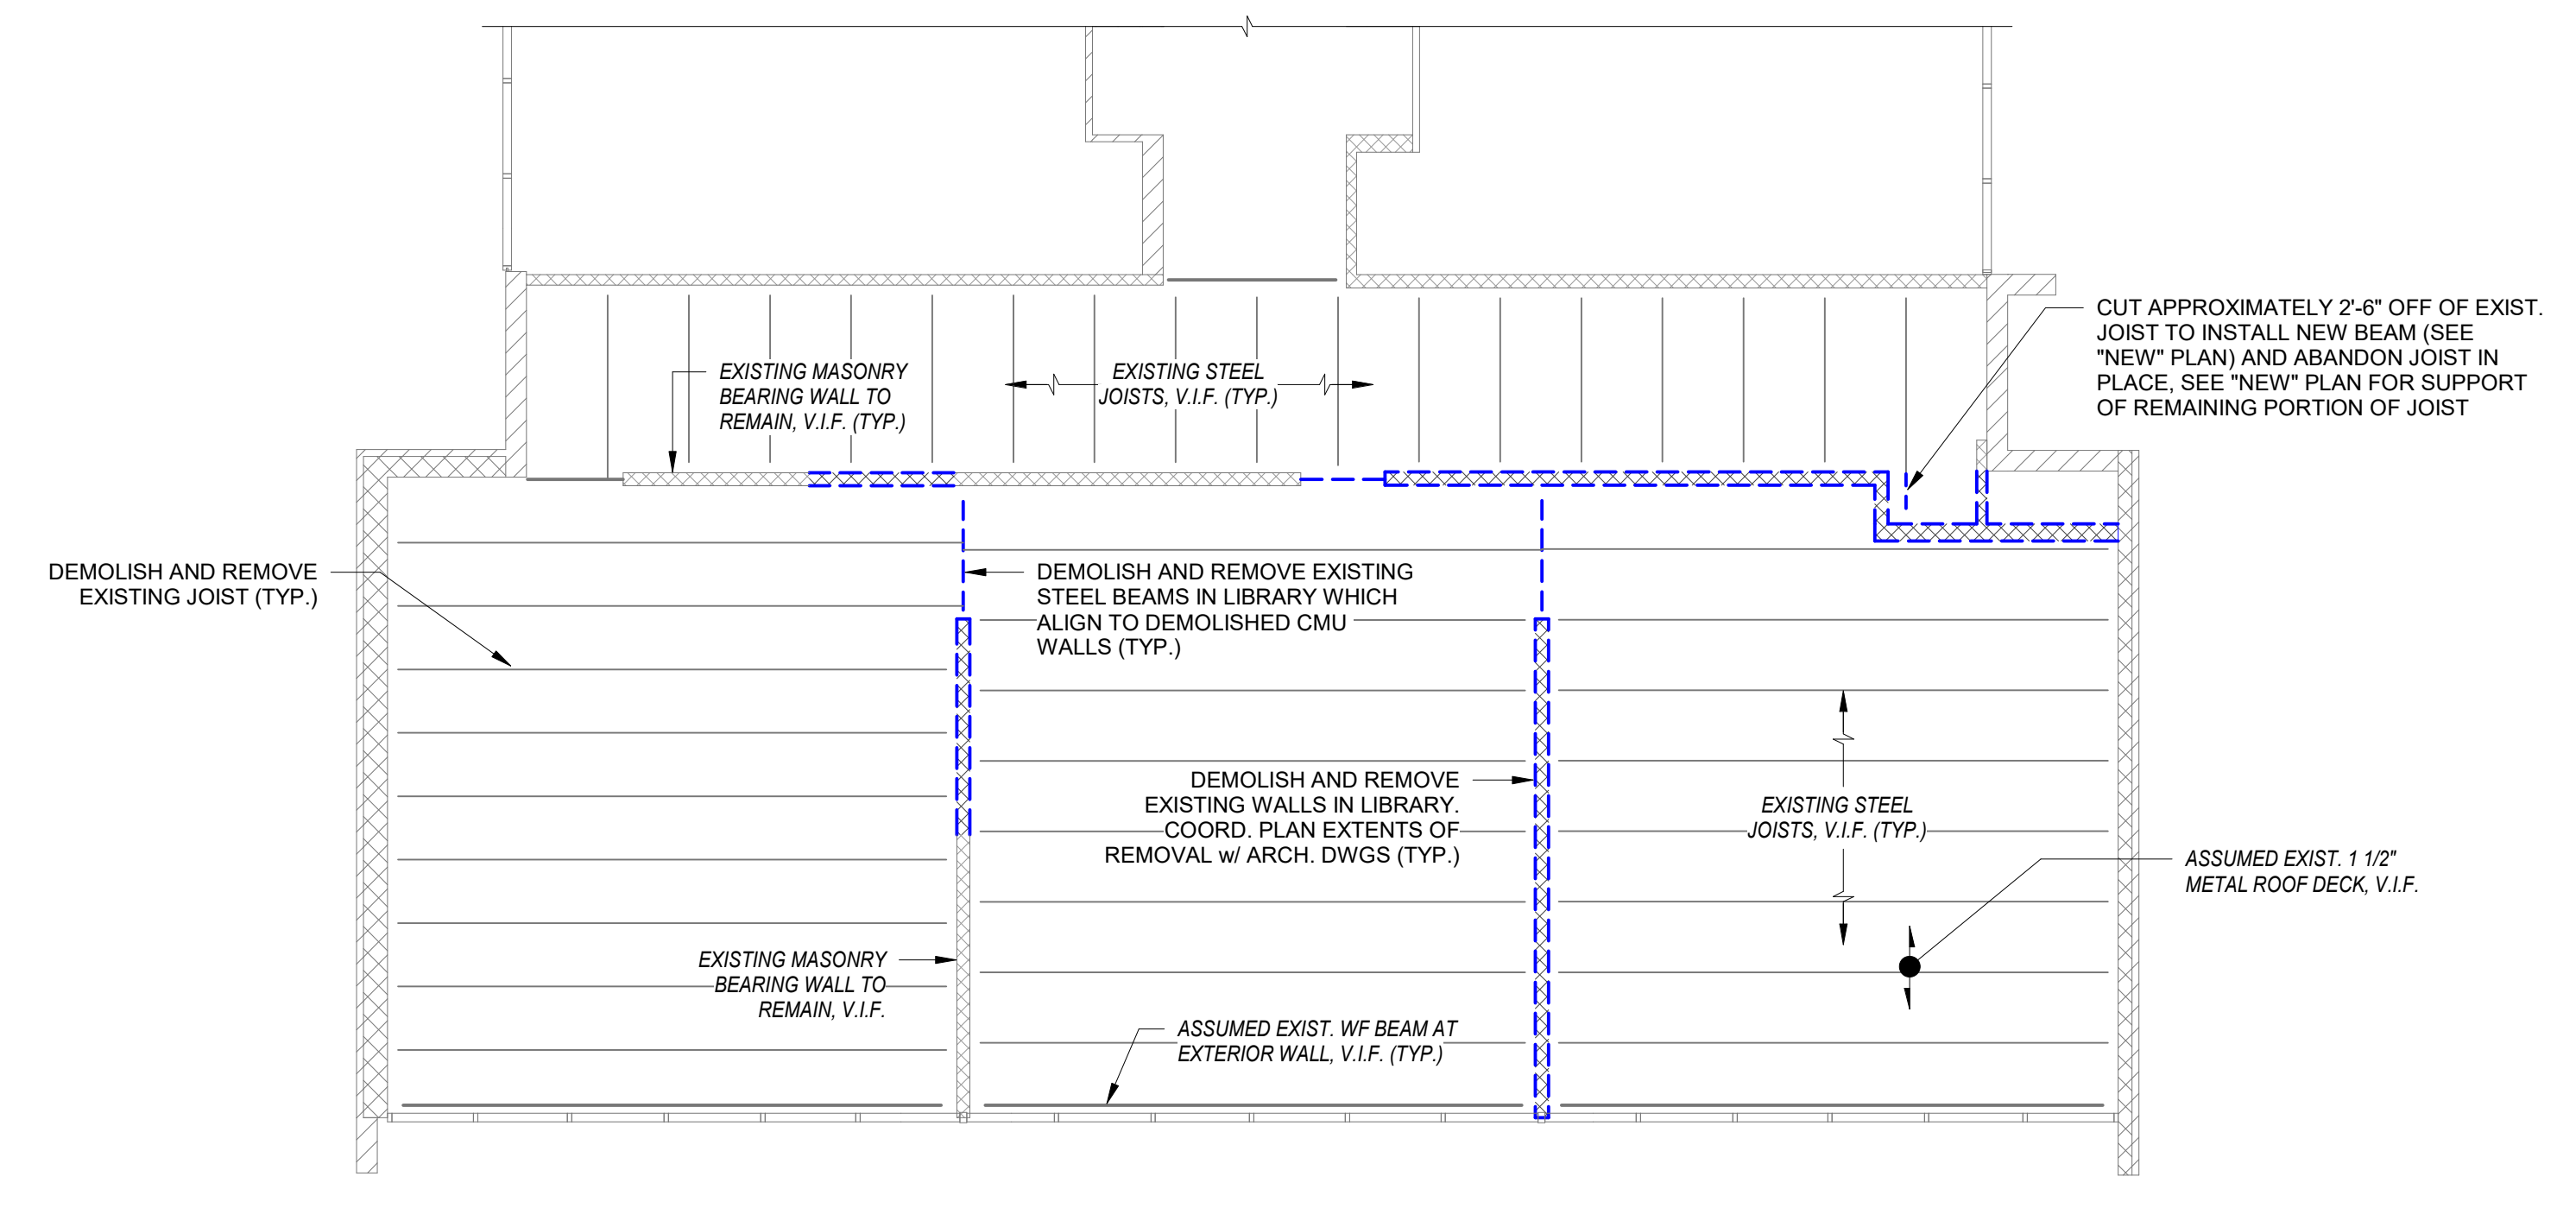 CUT APPROXIMATELY 2'-6" OFF OF EXIST.
JOIST TO INSTALL NEW BEAM (SEE
"NEW" PLAN) AND ABANDON JOIST IN
PLACE, SEE "NEW" PLAN FOR SUPPORT
OF REMAINING PORTION OF JOIST
EXISTING MASONRY
BEARING WALL TO
REMAIN, V.I.F. (TYP.)
EXISTING STEEL
JOISTS, V.I.F. (TYP.)
DEMOLISH AND REMOVE
EXISTING JOIST (TYP.)
DEMOLISH AND REMOVE EXISTING
STEEL BEAMS IN LIBRARY WHICH
ALIGN TO DEMOLISHED CMU
WALLS (TYP.)
DEMOLISH AND REMOVE
EXISTING WALLS IN LIBRARY.
COORD. PLAN EXTENTS OF
REMOVAL w/ ARCH. DWGS (TYP.)
EXISTING STEEL
JOISTS, V.I.F. (TYP.)
ASSUMED EXIST. 1 1/2"
METAL ROOF DECK, V.I.F.
EXISTING MASONRY
BEARING WALL TO
REMAIN, V.I.F.
ASSUMED EXIST. WF BEAM AT
EXTERIOR WALL, V.I.F. (TYP.)